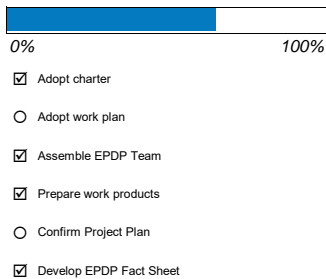 0% 100%
Adopt charter
Adopt work plan
Assemble EPDP Team
Prepare work products
Confirm Project Plan
Develop EPDP Fact Sheet